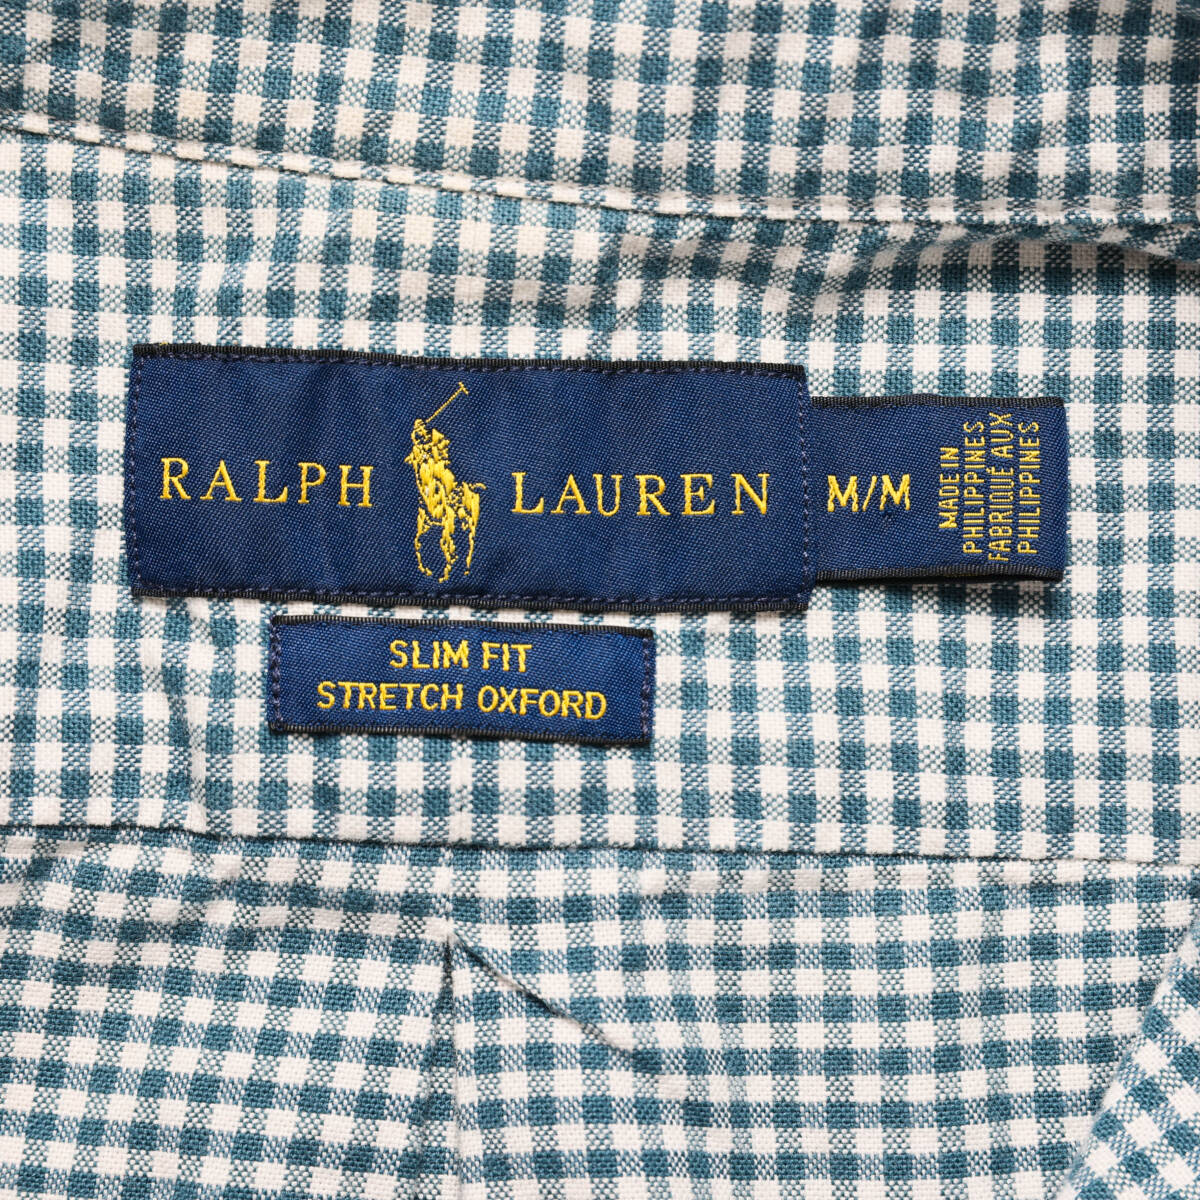 RALPH LAUREN
M/M
MADE IN
PHILIPPINES
FABRIQUÉ AUX
PHILIPPINES
SLIM FIT
STRETCH OXFORD